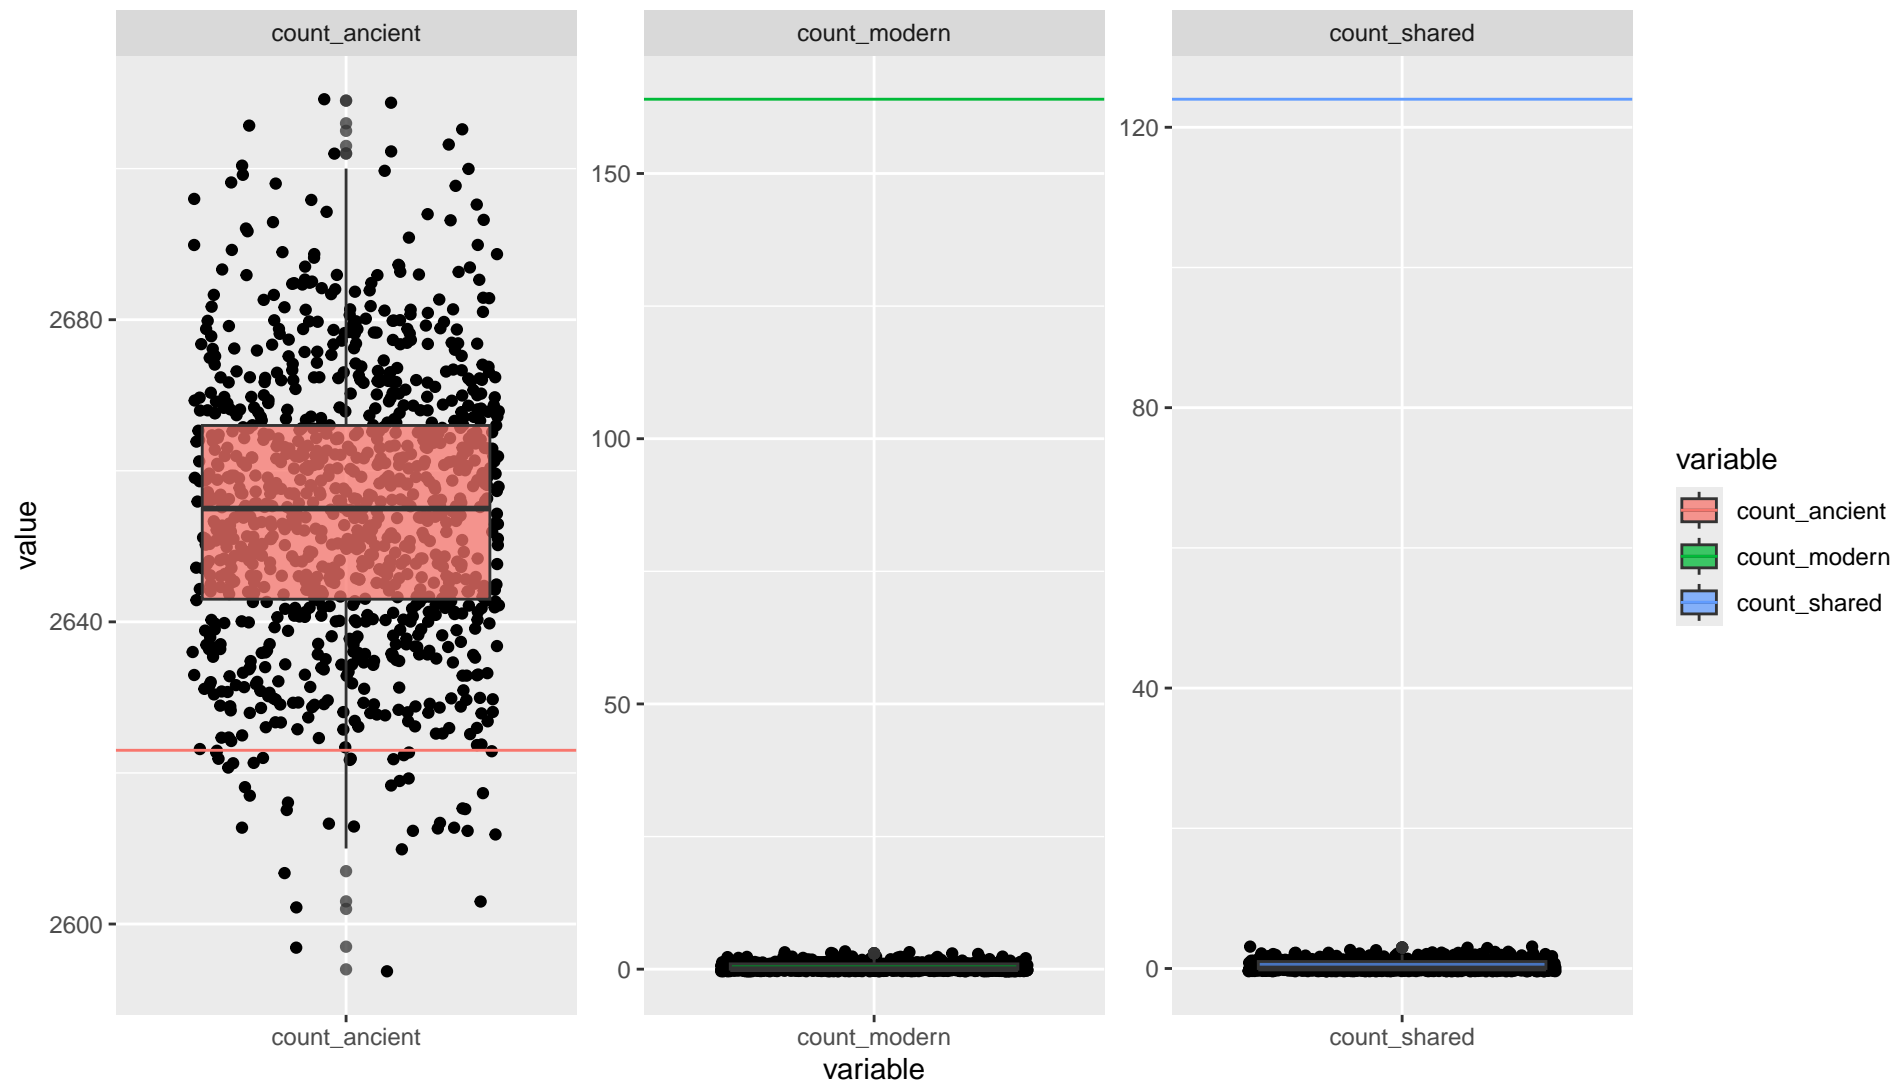 count_ancient
count_modern
count_shared
value
2680
2640
2600
150
100
50
0
120
80
40
0
count_ancient
count_modern
count_shared
variable
variable
count_ancient
count_modern
count_shared